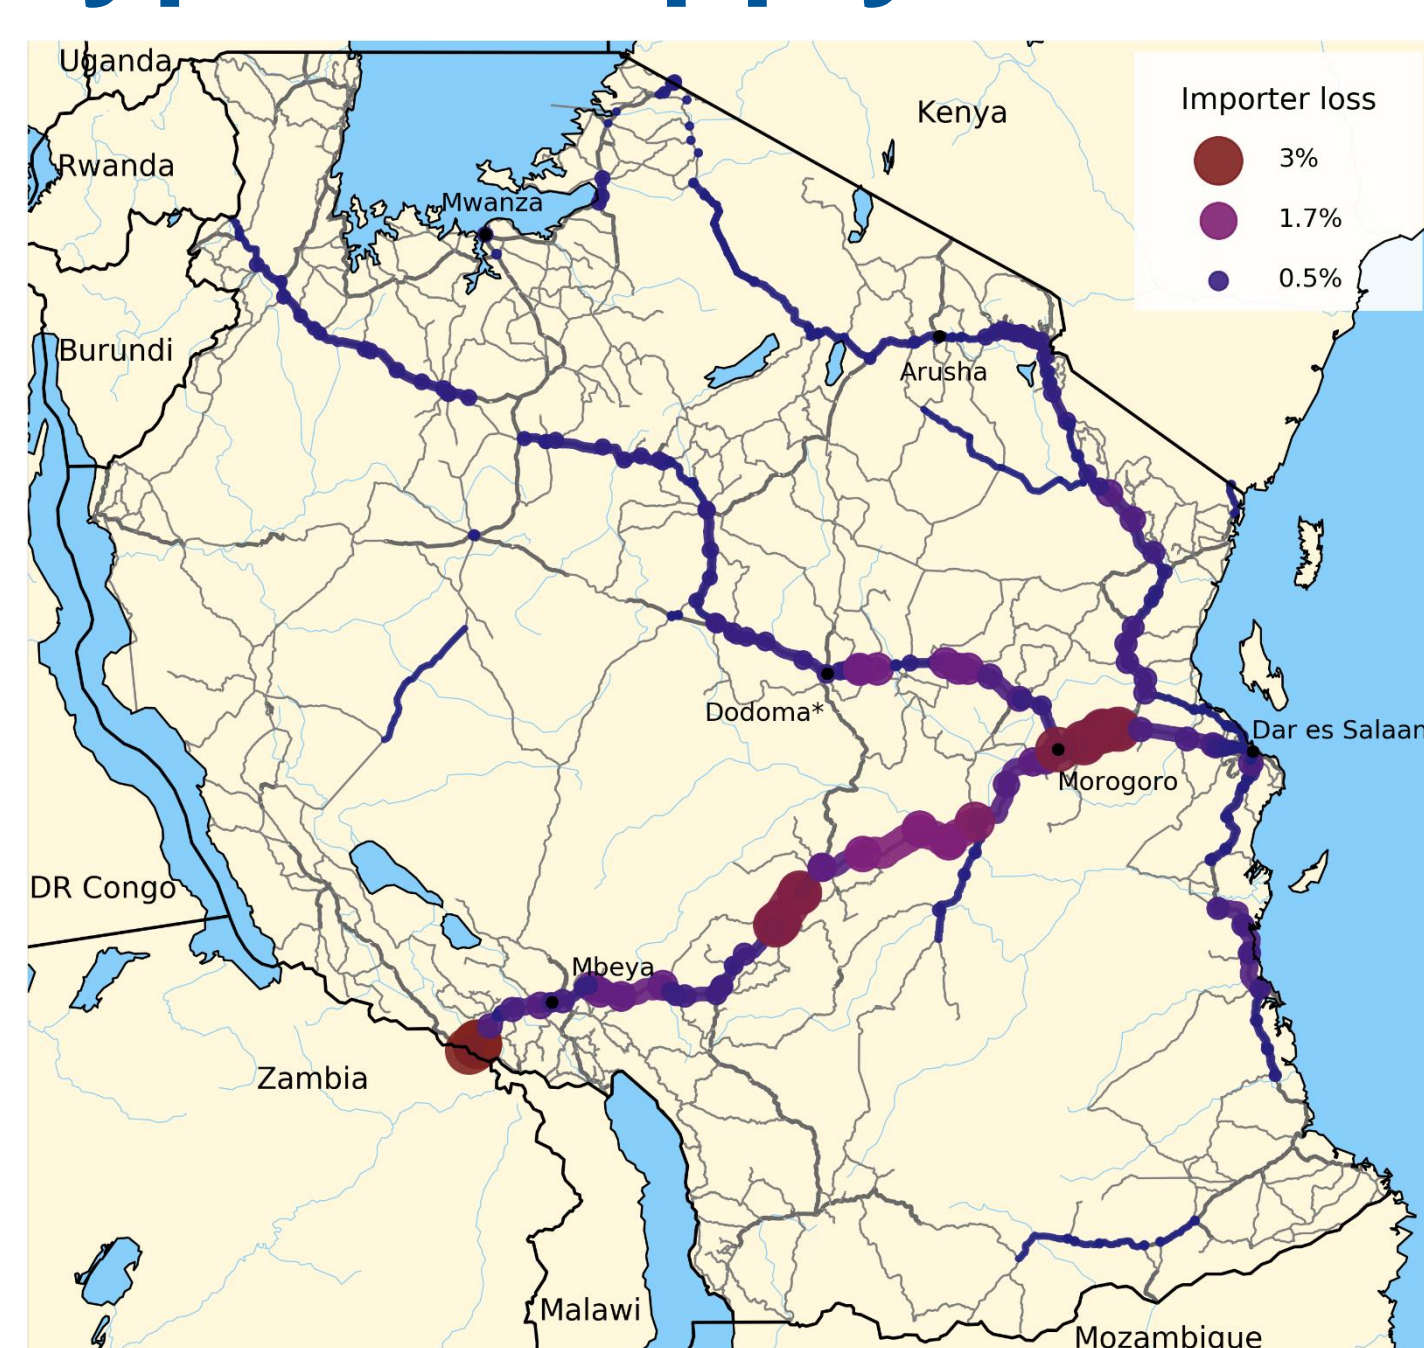 Uganda
Kenya
Importer loss
3%
1.7%
0.5%
Rwanda
Mwanza
Burundi
Arusha
Dodoma*
Dar es Salaam
Morogoro
DR Congo
Mbeya
Zambia
Malawi
Mozambique